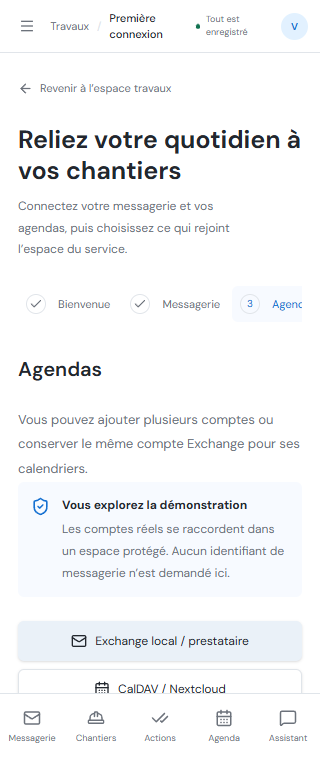 Travaux / Première connexion
Tout est enregistré
V
Revenir à l’espace travaux
Reliez votre quotidien à
vos chantiers
Connectez votre messagerie et vos
agendas, puis choisissez ce qui rejoint
l’espace du service.
Bienvenue
Messagerie
3
Agendas
Vous pouvez ajouter plusieurs comptes ou
conserver le même compte Exchange pour ses
calendriers.
Vous explorez la démonstration
Les comptes réels se raccordent dans
un espace protégé. Aucun identifiant de
messagerie n’est demandé ici.
Exchange local / prestataire
CalDAV / Nextcloud
Messagerie
Chantiers
Actions
Agenda
Assistant